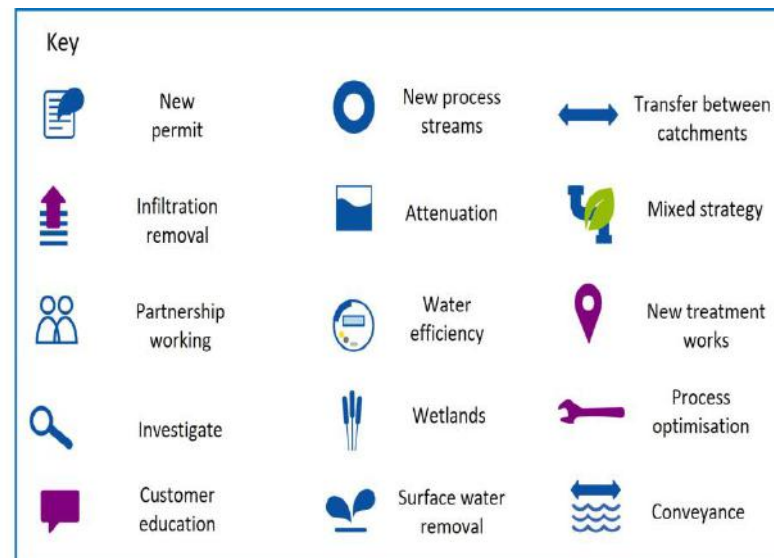 Key
New
permit
New process
streams
Transfer between
catchments
Infiltration
removal
Attenuation
Mixed strategy
Partnership
working
Water
efficiency
New treatment
works
Investigate
Wetlands
Process
optimisation
Customer
education
Surface water
removal
Conveyance